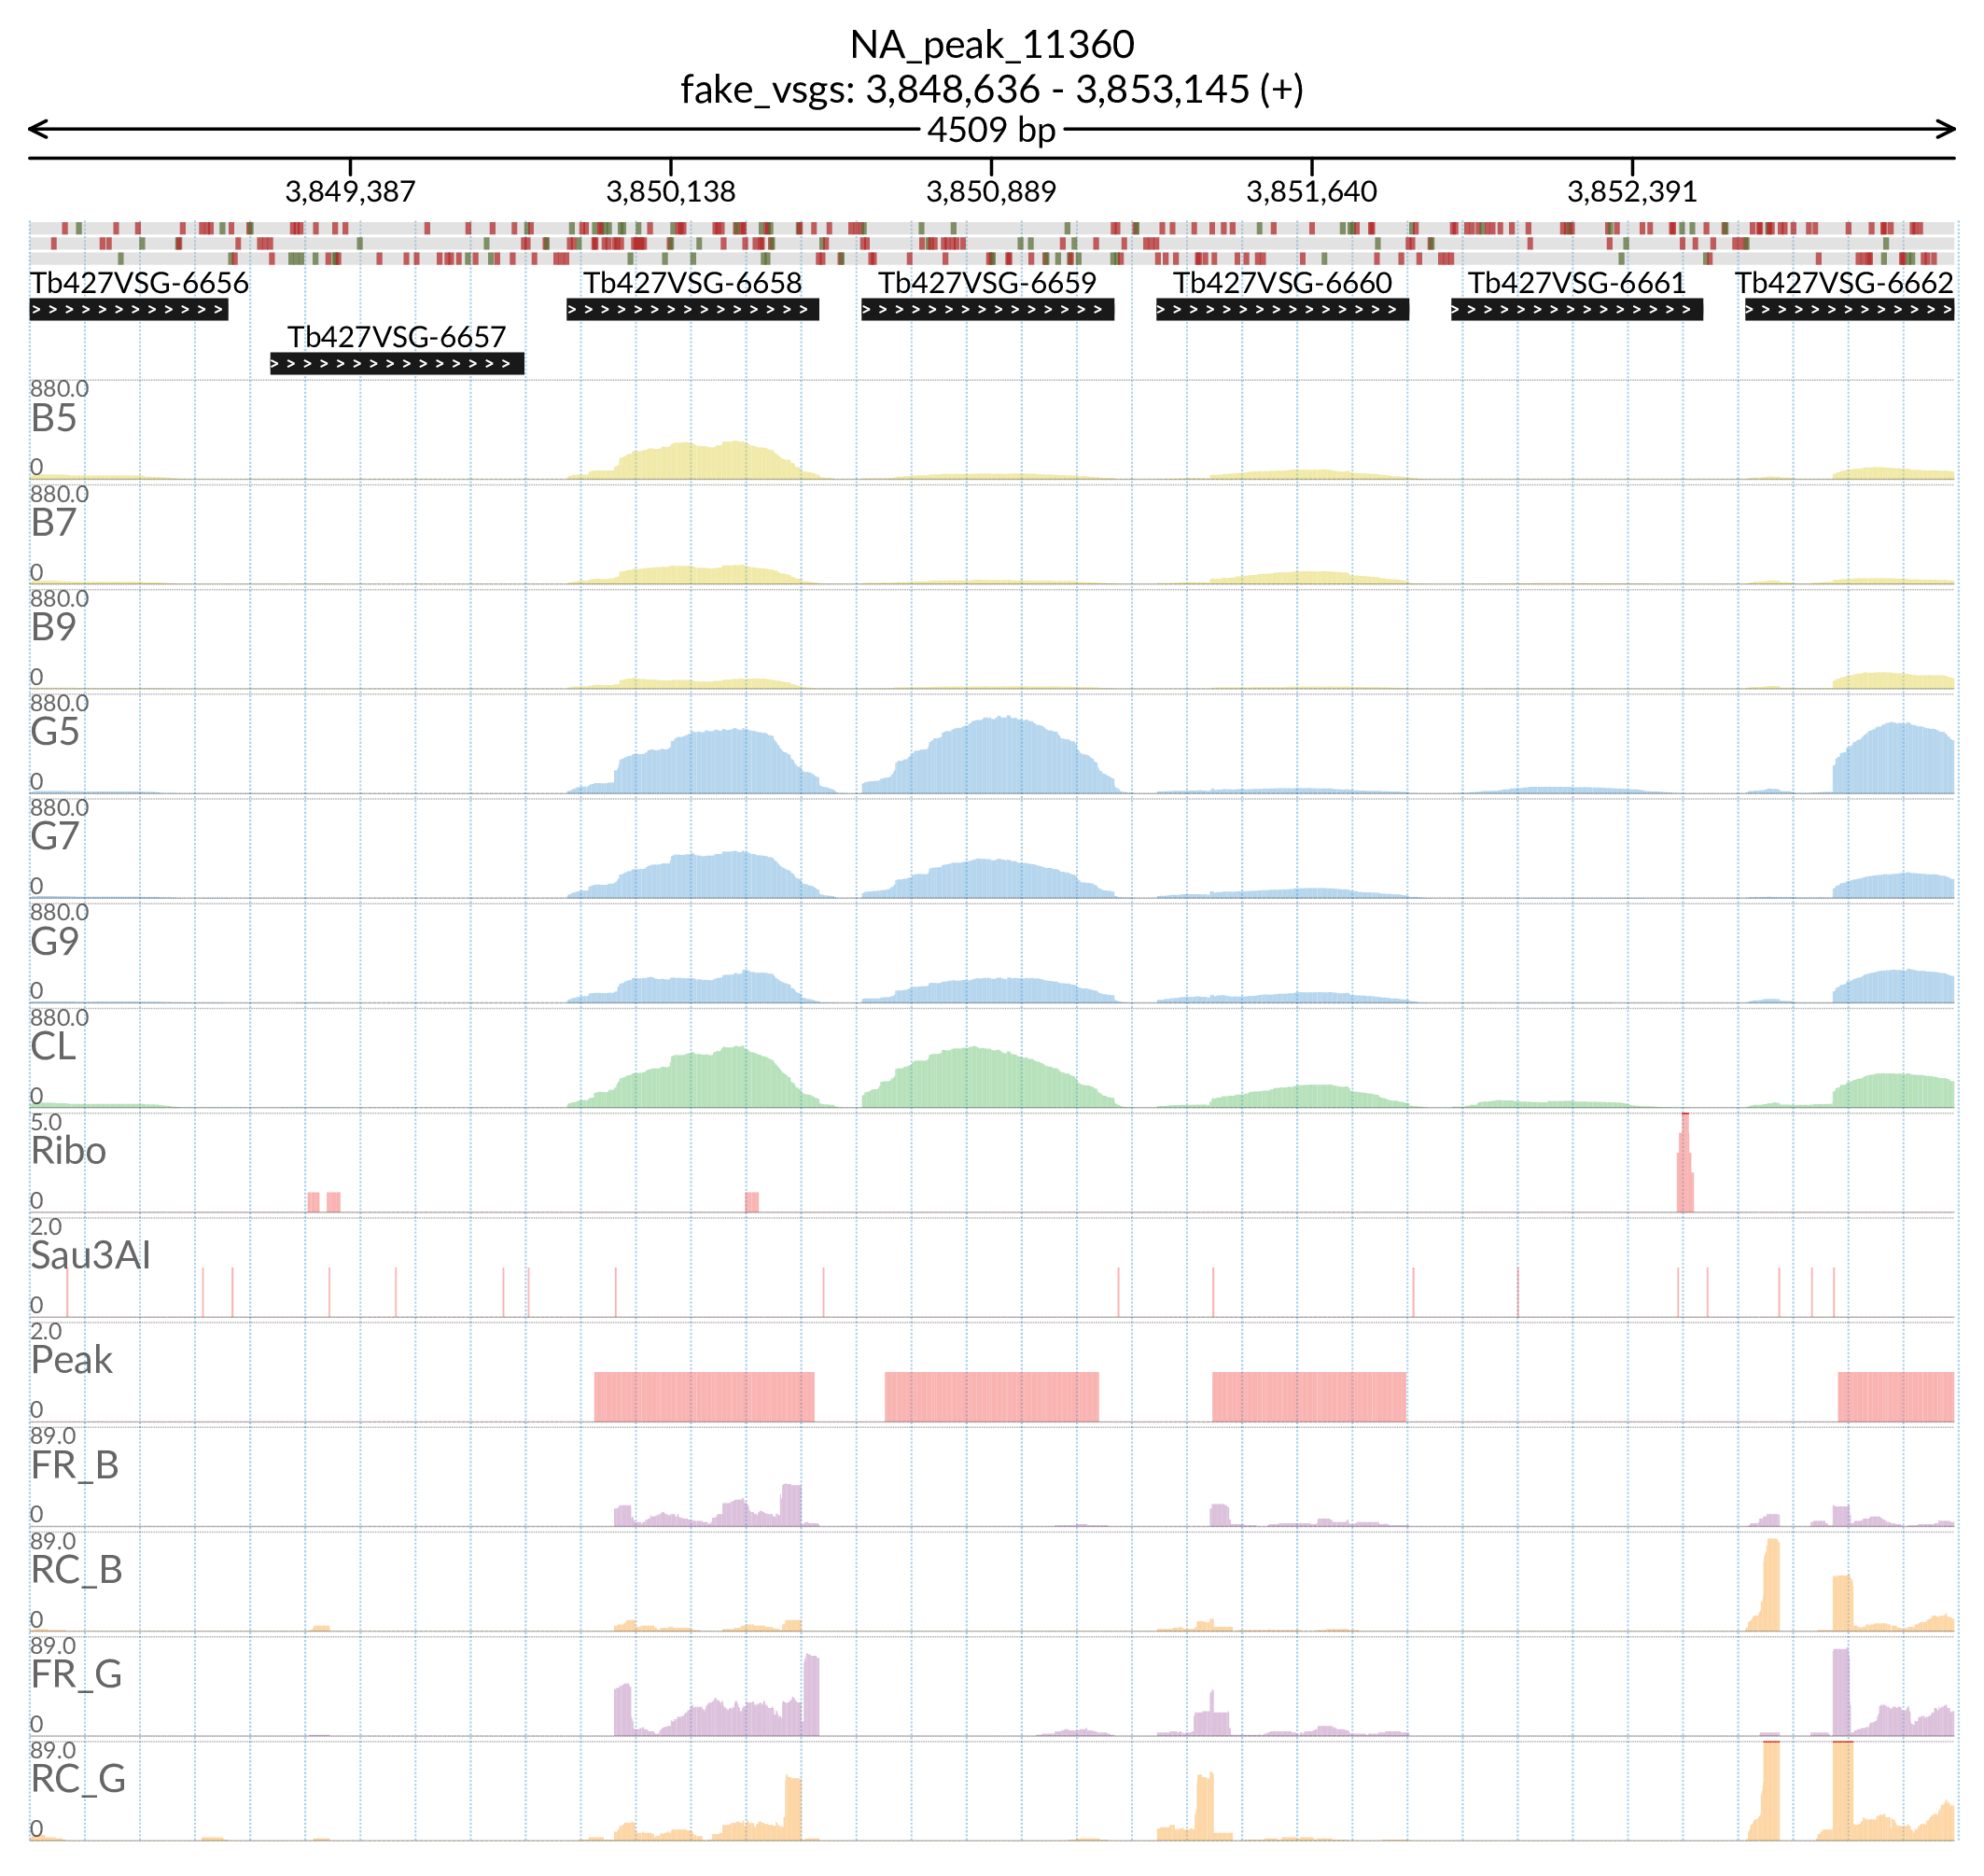 NA_peak_11360
fake_vsgs: 3,848,636 - 3,853,145 (+)
4509 bp
3,849,387 3,850,138 3,850,889 3,851,640 3,852,391
Tb427VSG-6656 Tb427VSG-6658 Tb427VSG-6659 Tb427VSG-6660 Tb427VSG-6661 Tb427VSG-6662
Tb427VSG-6657
880.0
B5
0
880.0
B7
0
880.0
B9
0
880.0
G5
0
880.0
G7
0
880.0
G9
0
880.0
CL
0
5.0
Ribo
0
2.0
Sau3AI
0
2.0
Peak
0
89.0
FR_B
0
89.0
RC_B
0
89.0
FR_G
0
89.0
RC_G
0